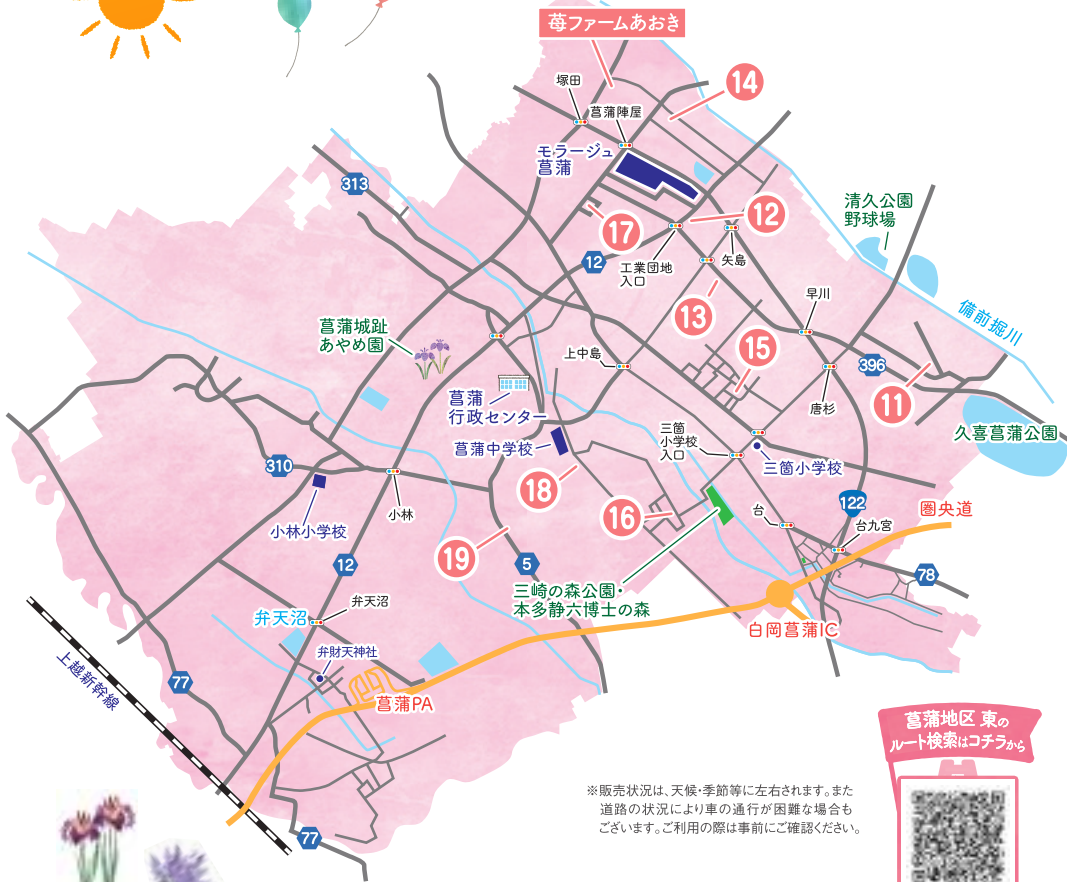 苺ファームあおき
塚田
菖蒲陣屋
14
モラージュ
菖蒲
313
清久公園
野球場
12
17
12
工業団地
入口
矢島
備前掘川
早川
13
菖蒲城趾
あやめ園
上中島
15
396
11
唐杉
菖蒲
行政センター
久喜菖蒲公園
菖蒲中学校
三箇
小学校
入口
三箇小学校
310
18
122
小林
16
台
圏央道
小林小学校
台九宮
19
12
5
78
三崎の森公園・
本多静六博士の森
弁天沼
弁天沼
白岡菖蒲IC
弁財天神社
上越新幹線
77
菖蒲PA
菖蒲地区 東の
ルート検索はコチラから
※販売状況は、天候・季節等に左右されます。また
道路の状況により車の通行が困難な場合も
ございます。ご利用の際は事前にご確認ください。
77